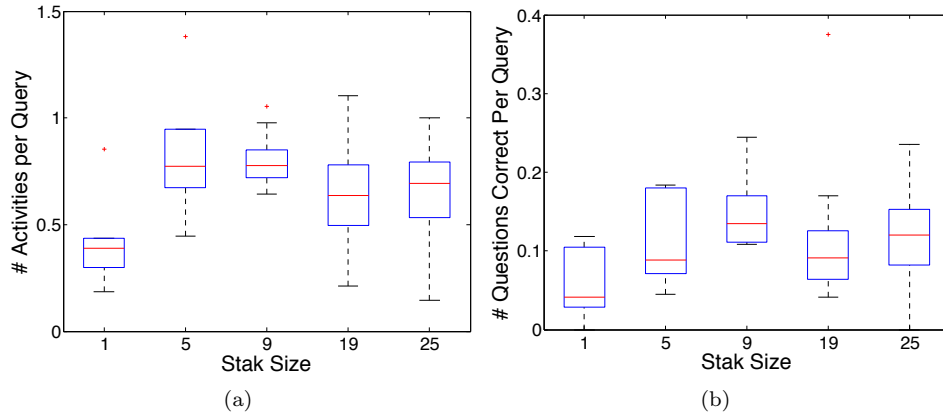 # Activities per Query
1.5
1
0.5
0
1 5 9 19 25
Stak Size
(a)
# Questions Correct Per Query
0.4
0.3
0.2
0.1
0
1 5 9 19 25
Stak Size
(b)